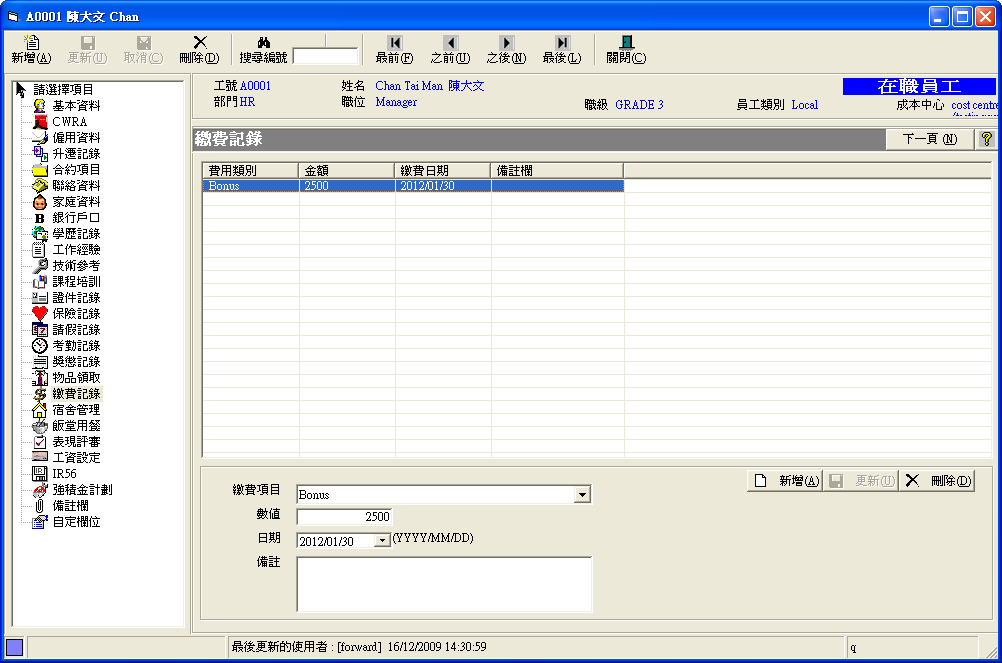 A0001 陳大文 Chan
新增(A) 更新(U) 取消(C) 刪除(D) 搜尋編號 最前(F) 之前(U) 之後(N) 最後(L) 關閉(C)
請選擇項目
基本資料
CWRA
僱用資料
升遷記錄
合約項目
聯絡資料
家庭資料
銀行戶口
學歷記錄
工作經驗
技術參考
課程培訓
證件記錄
保險記錄
請假記錄
考勤記錄
獎懲記錄
物品領取
繳費記錄
宿舍管理
飯堂用餐
表現評審
工資設定
IR56
強積金計劃
備註欄
自定欄位
工號 A0001 姓名 Chan Tai Man 陳大文 在職員工
部門 HR 職位 Manager 職級 GRADE 3 員工類別 Local 成本中心 cost centre
繳費記錄 下一頁 (N) ?
費用類別 金額 繳費日期 備註欄
Bonus 2500 2012/01/30
新增(A) 更新(U) 刪除(D)
繳費項目 Bonus
數值 2500
日期 2012/01/30 (YYYY/MM/DD)
備註
最後更新的使用者 : [forward] 16/12/2009 14:30:59 q